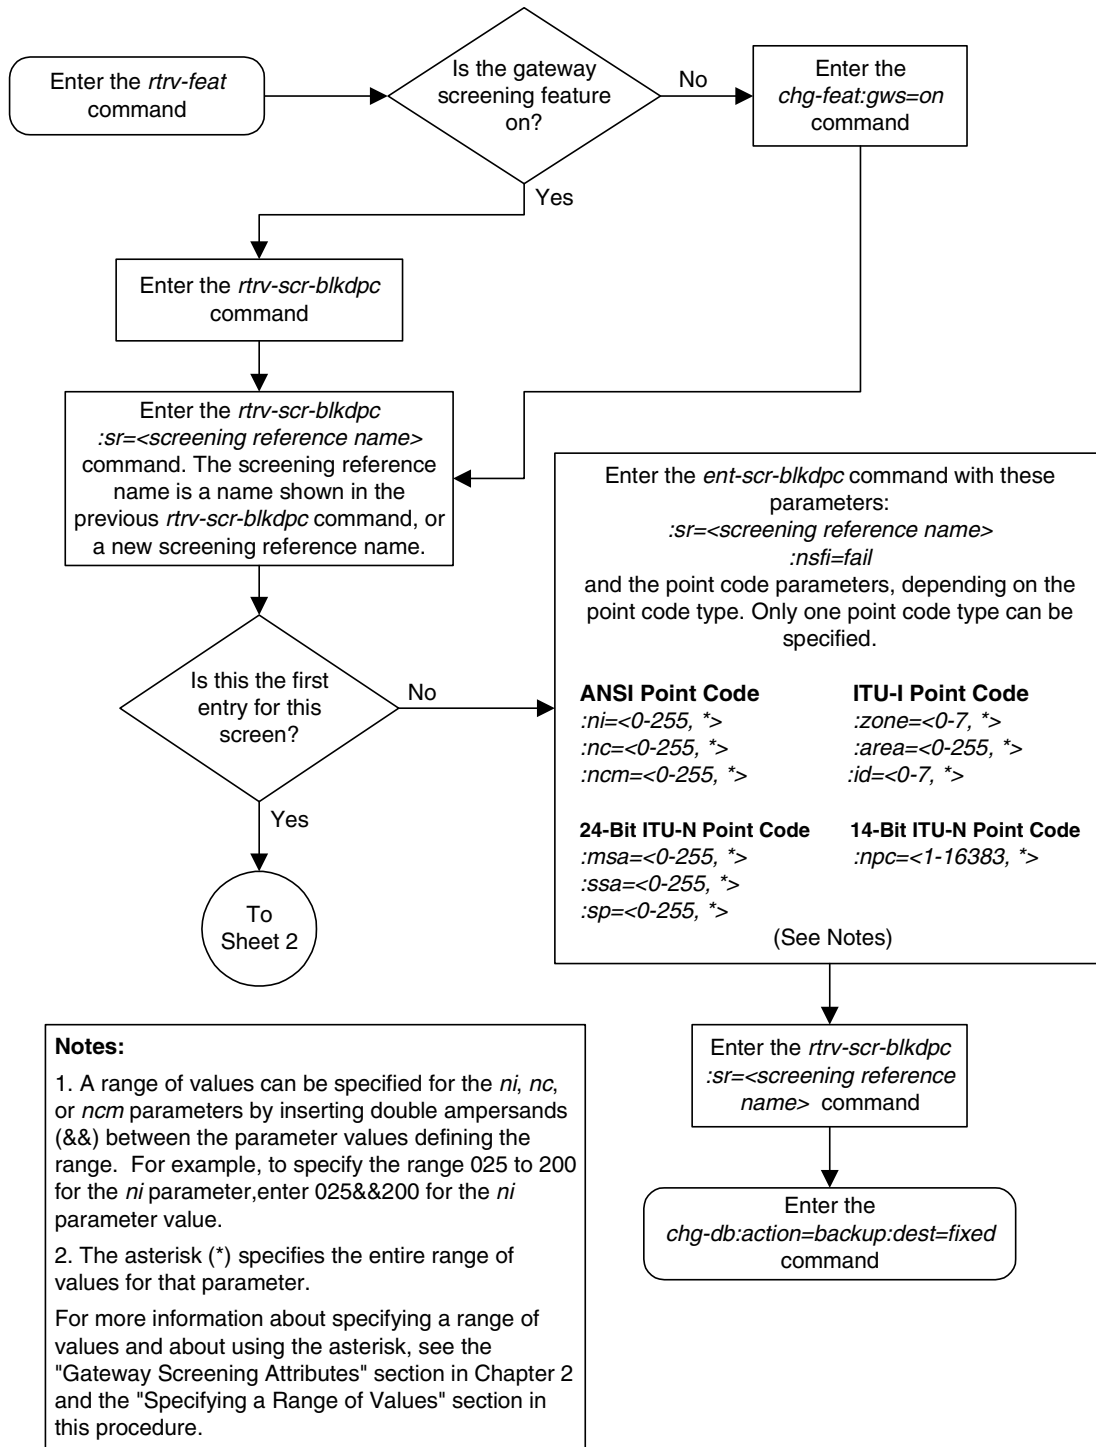 Enter the rtrv-feat
command
Is the gateway
screening feature
on?
No
Enter the
chg-feat:gws=on
command
Yes
Enter the rtrv-scr-blkdpc
command
Enter the rtrv-scr-blkdpc
:sr=<screening reference name>
command. The screening reference
name is a name shown in the
previous rtrv-scr-blkdpc command, or
a new screening reference name.
Is this the first
entry for this
screen?
No
Yes
To
Sheet 2
Enter the ent-scr-blkdpc command with these
parameters:
:sr=<screening reference name>
:nsfi=fail
and the point code parameters, depending on the
point code type. Only one point code type can be
specified.
ANSI Point Code
:ni=<0-255, *>
:nc=<0-255, *>
:ncm=<0-255, *>
ITU-I Point Code
:zone=<0-7, *>
:area=<0-255, *>
:id=<0-7, *>
24-Bit ITU-N Point Code
:msa=<0-255, *>
:ssa=<0-255, *>
:sp=<0-255, *>
14-Bit ITU-N Point Code
:npc=<1-16383, *>
(See Notes)
Enter the rtrv-scr-blkdpc
:sr=<screening reference
name> command
Enter the
chg-db:action=backup:dest=fixed
command
Notes:
1. A range of values can be specified for the ni, nc,
or ncm parameters by inserting double ampersands
(&&) between the parameter values defining the
range. For example, to specify the range 025 to 200
for the ni parameter,enter 025&&200 for the ni
parameter value.
2. The asterisk (*) specifies the entire range of
values for that parameter.
For more information about specifying a range of
values and about using the asterisk, see the
"Gateway Screening Attributes" section in Chapter 2
and the "Specifying a Range of Values" section in
this procedure.